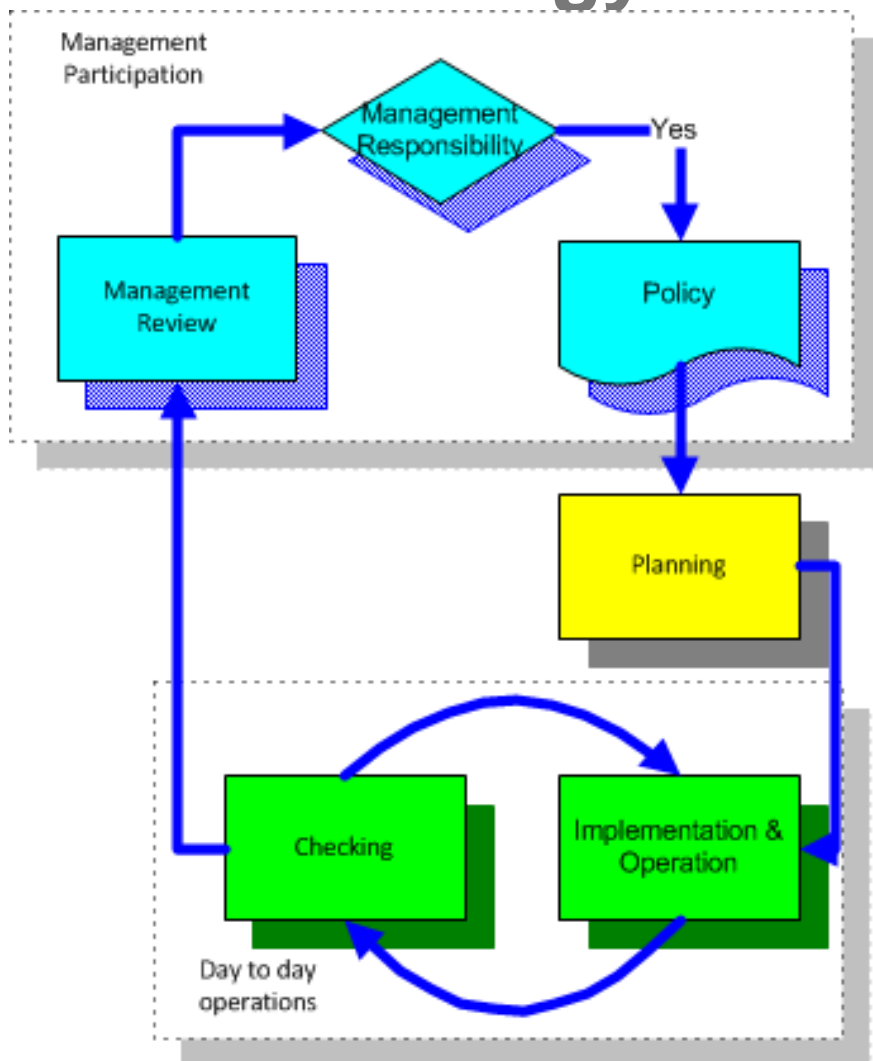 Management
Participation
Management
Responsibility
Yes
Management
Review
Policy
Planning
Checking
Implementation &
Operation
Day to day
operations